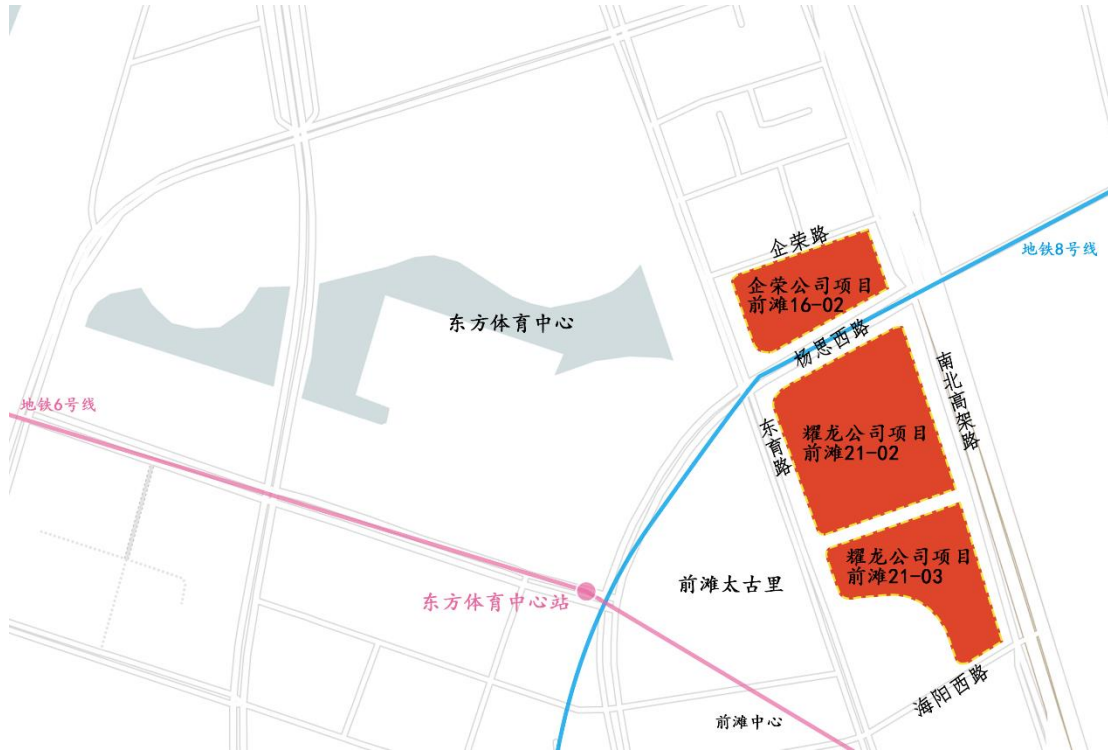 企荣路
地铁8号线
企荣公司项目
前滩16-02
东方体育中心
杨思西路
南北高架路
地铁6号线
东育路
耀龙公司项目
前滩21-02
耀龙公司项目
前滩21-03
前滩太古里
东方体育中心站
海阳西路
前滩中心